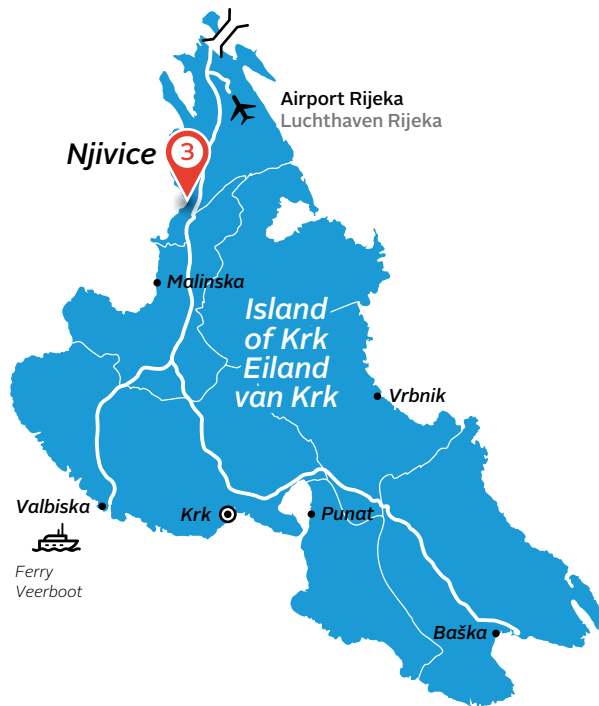 Airport Rijeka
Luchthaven Rijeka
Njivice
3
Malinska
Island
of Krk
Eiland
van Krk
Vrbnik
Valbiska
Krk
Punat
Ferry
Veerboot
Baška